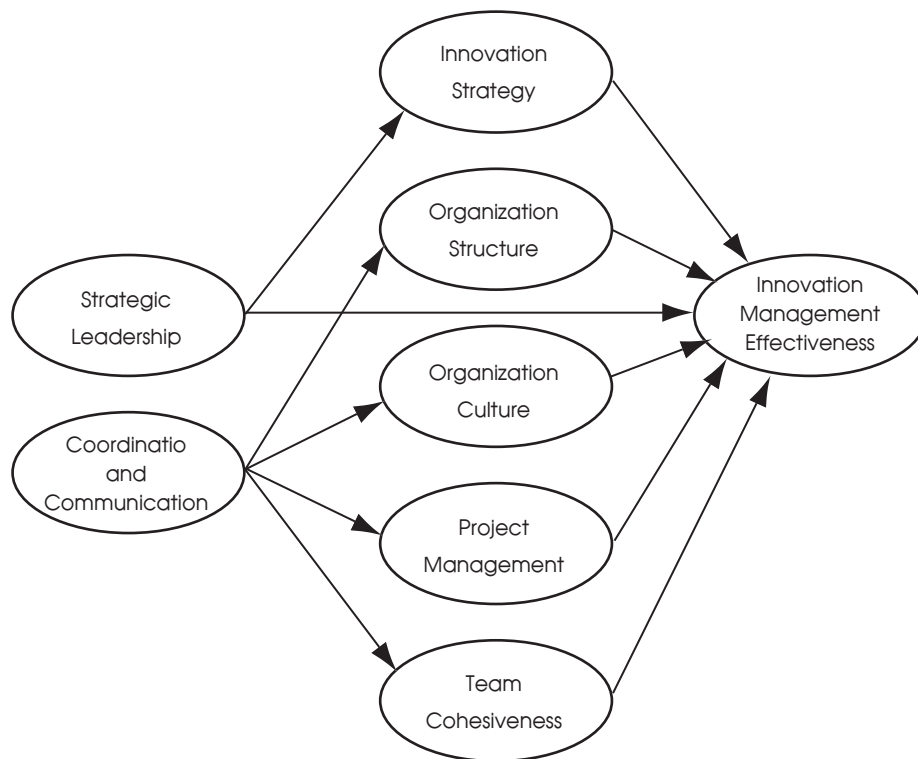 Innovation
Strategy
Organization
Structure
Strategic
Leadership
Innovation
Management
Effectiveness
Organization
Culture
Coordinatio
and
Communication
Project
Management
Team
Cohesiveness